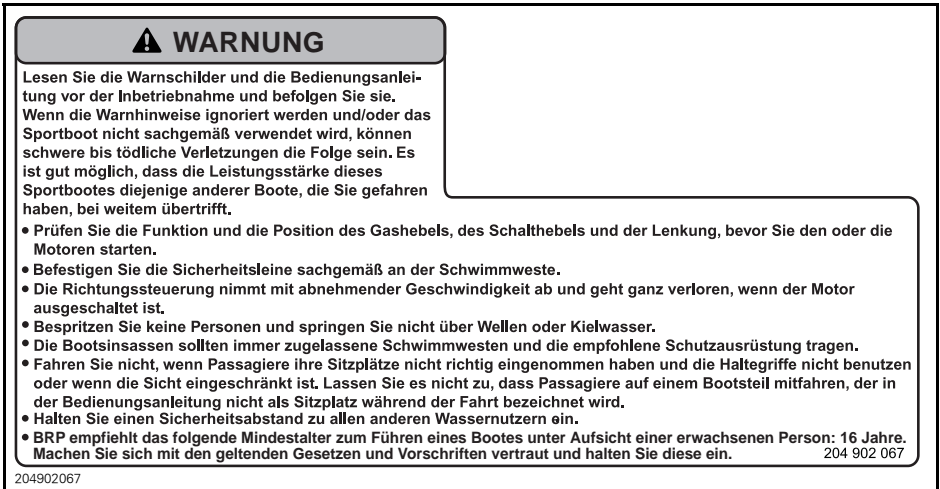 WARNUNG
Lesen Sie die Warnschilder und die Bedienungsanlei-
tung vor der Inbetriebnahme und befolgen Sie sie.
Wenn die Warnhinweise ignoriert werden und/oder das
Sportboot nicht sachgemäß verwendet wird, können
schwere bis tödliche Verletzungen die Folge sein. Es
ist gut möglich, dass die Leistungsstärke dieses
Sportbootes diejenige anderer Boote, die Sie gefahren
haben, bei weitem übertrifft.
• Prüfen Sie die Funktion und die Position des Gashebels, des Schalthebels und der Lenkung, bevor Sie den oder die
Motoren starten.
• Befestigen Sie die Sicherheitsleine sachgemäß an der Schwimmweste.
• Die Richtungssteuerung nimmt mit abnehmender Geschwindigkeit ab und geht ganz verloren, wenn der Motor
ausgeschaltet ist.
• Bespritzen Sie keine Personen und springen Sie nicht über Wellen oder Kielwasser.
• Die Bootsinsassen sollten immer zugelassene Schwimmwesten und die empfohlene Schutzausrüstung tragen.
• Fahren Sie nicht, wenn Passagiere ihre Sitzplätze nicht richtig eingenommen haben und die Haltegriffe nicht benutzen
oder wenn die Sicht eingeschränkt ist. Lassen Sie es nicht zu, dass Passagiere auf einem Bootsteil mitfahren, der in
der Bedienungsanleitung nicht als Sitzplatz während der Fahrt bezeichnet wird.
• Halten Sie einen Sicherheitsabstand zu allen anderen Wassernutzern ein.
• BRP empfiehlt das folgende Mindestalter zum Führen eines Bootes unter Aufsicht einer erwachsenen Person: 16 Jahre.
Machen Sie sich mit den geltenden Gesetzen und Vorschriften vertraut und halten Sie diese ein. 204 902 067
204902067